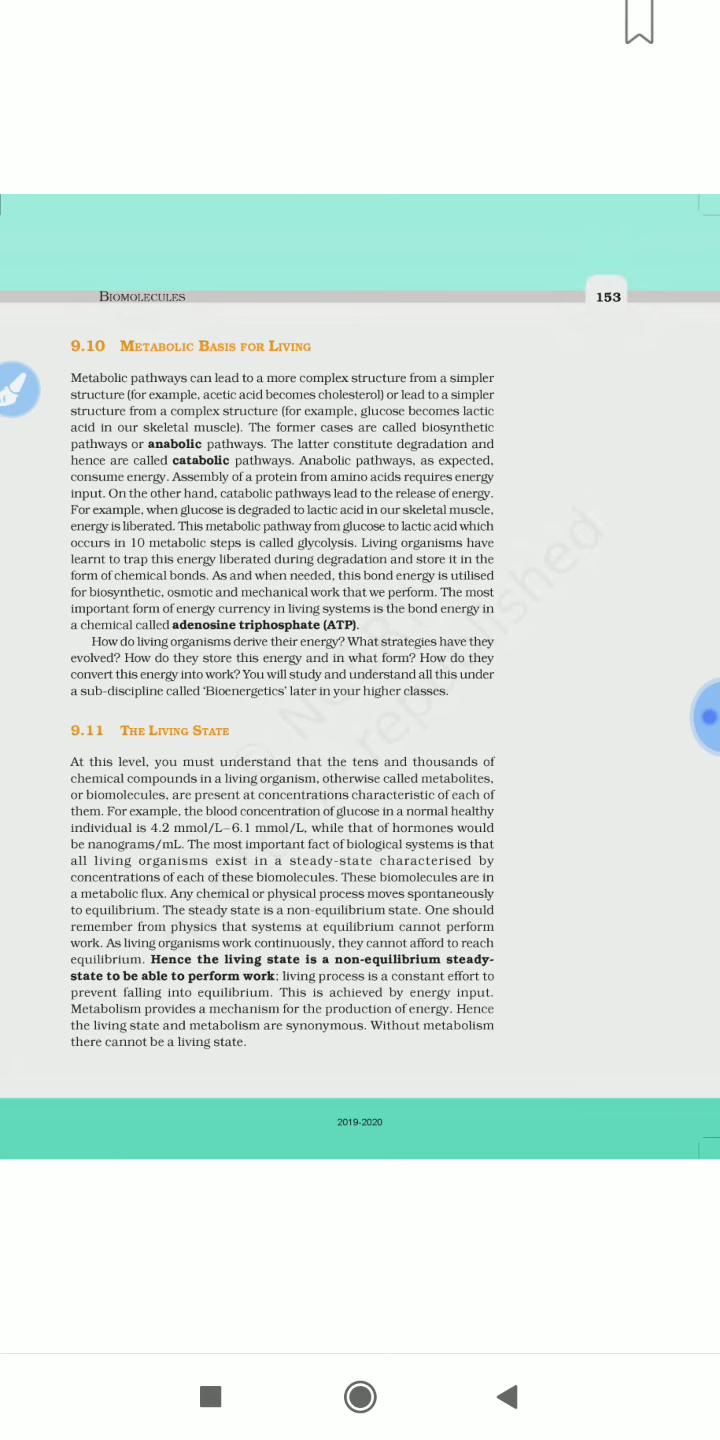 BIOMOLECULES
153
9.10 METABOLIC BASIS FOR LIVING
Metabolic pathways can lead to a more complex structure from a simpler
structure (for example, acetic acid becomes cholesterol) or lead to a simpler
structure from a complex structure (for example, glucose becomes lactic
acid in our skeletal muscle). The former cases are called biosynthetic
pathways or anabolic pathways. The latter constitute degradation and
hence are called catabolic pathways. Anabolic pathways, as expected,
consume energy. Assembly of a protein from amino acids requires energy
input. On the other hand, catabolic pathways lead to the release of energy.
For example, when glucose is degraded to lactic acid in our skeletal muscle,
energy is liberated. This metabolic pathway from glucose to lactic acid which
occurs in 10 metabolic steps is called glycolysis. Living organisms have
learnt to trap this energy liberated during degradation and store it in the
form of chemical bonds. As and when needed, this bond energy is utilised
for biosynthetic, osmotic and mechanical work that we perform. The most
important form of energy currency in living systems is the bond energy in
a chemical called adenosine triphosphate (ATP).
How do living organisms derive their energy? What strategies have they
evolved? How do they store this energy and in what form? How do they
convert this energy into work? You will study and understand all this under
a sub-discipline called 'Bioenergetics' later in your higher classes.
9.11 THE LIVING STATE
At this level, you must understand that the tens and thousands of
chemical compounds in a living organism, otherwise called metabolites,
or biomolecules, are present at concentrations characteristic of each of
them. For example, the blood concentration of glucose in a normal healthy
individual is 4.2 mmol/L–6.1 mmol/L, while that of hormones would
be nanograms/mL. The most important fact of biological systems is that
all living organisms exist in a steady-state characterised by
concentrations of each of these biomolecules. These biomolecules are in
a metabolic flux. Any chemical or physical process moves spontaneously
to equilibrium. The steady state is a non-equilibrium state. One should
remember from physics that systems at equilibrium cannot perform
work. As living organisms work continuously, they cannot afford to reach
equilibrium. Hence the living state is a non-equilibrium steady-
state to be able to perform work; living process is a constant effort to
prevent falling into equilibrium. This is achieved by energy input.
Metabolism provides a mechanism for the production of energy. Hence
the living state and metabolism are synonymous. Without metabolism
there cannot be a living state.
2019-2020